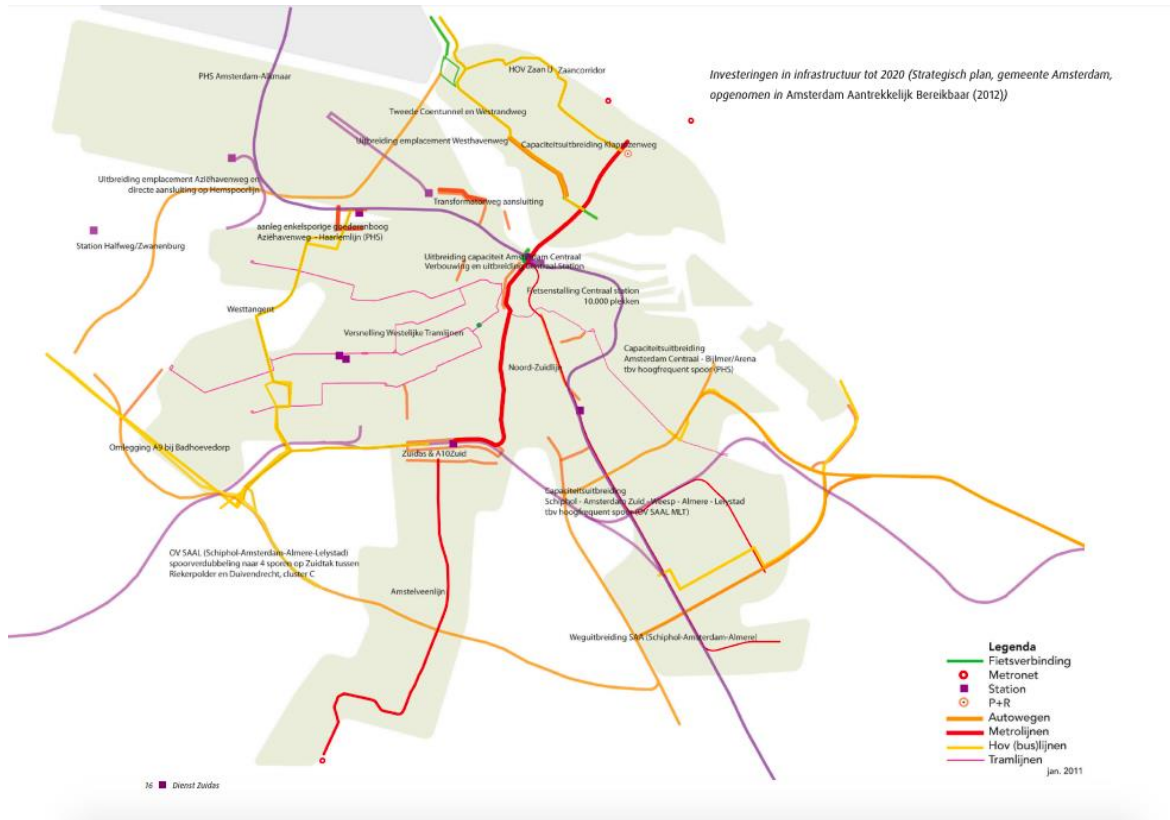 Investeringen in infrastructuur tot 2020 (Strategisch plan, gemeente Amsterdam,
opgenomen in Amsterdam Aantrekkelijk Bereikbaar (2012))
HOV Zaan IJ Zaancorridor
PHS Amsterdam-Alkmaar
Tweede Coentunnel en Westrandweg
Uitbreiding emplacement Westhavenweg
Capaciteitsuitbreiding Klaprozenweg
Uitbreiding emplacement Aziëhavenweg en
directe aansluiting op Hemspoorlijn
Transformatorweg aansluiting
aanleg enkelsporige goederenboog
Aziëhavenweg - Haarlemlijn (PHS)
Station Halfweg/Zwanenburg
Uitbreiding capaciteit Amsterdam Centraal
Verbouwing en uitbreiding Centraal Station
Fietsenstalling Centraal station
10.000 plekken
Westtangent
Versnelling Westelijke Tramlijnen
Capaciteitsuitbreiding
Amsterdam Centraal - Bijlmer/Arena
tbv hoogfrequent spoor (PHS)
Noord-Zuidlijn
Omlegging A9 bij Badhoevedorp
Zuidas & A10Zuid
Capaciteitsuitbreiding
Schiphol - Amsterdam Zuid - Weesp - Almere - Lelystad
tbv hoogfrequent spoor (OV SAAL MLT)
OV SAAL (Schiphol-Amsterdam-Almere-Lelystad)
spoorverdubbeling naar 4 sporen op Zuidtak tussen
Riekerpolder en Duivendrecht, cluster C
Amstelveenlijn
Weguitbreiding SAA (Schiphol-Amsterdam-Almere)
Legenda
Fietsverbinding
Metronet
Station
P+R
Autowegen
Metrolijnen
Hov (bus)lijnen
Tramlijnen
jan. 2011
16 Dienst Zuidas